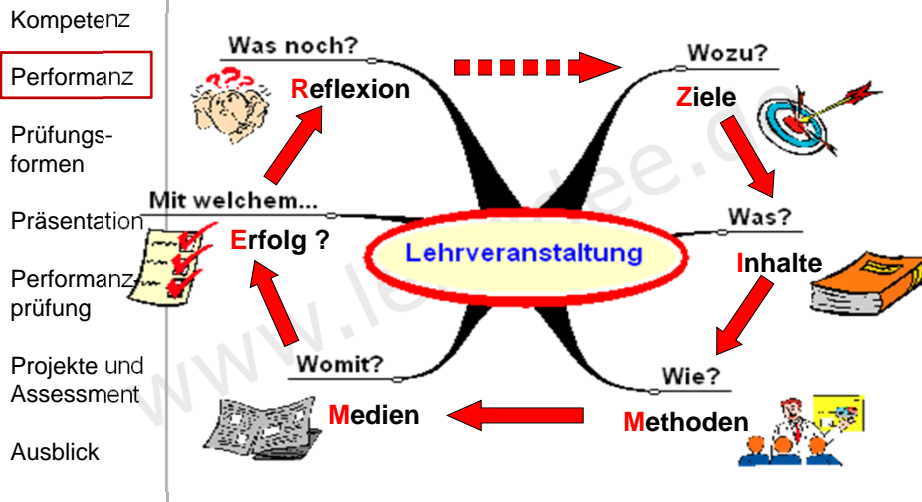 Kompetenz
Performanz
Prüfungs-
formen
Präsentation
Performanz
prüfung
Projekte und
Assessment
Ausblick
Was noch?
Reflexion
Wozu?
Ziele
Mit welchem...
Erfolg ?
Lehrveranstaltung
Was?
Inhalte
Womit?
Medien
Wie?
Methoden